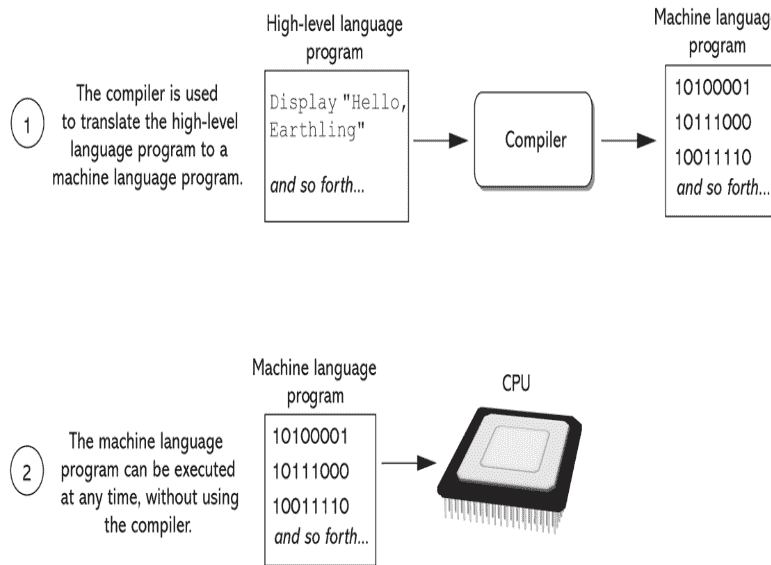 High-level language
program
Machine language
program
1
The compiler is used
to translate the high-level
language program to a
machine language program.
Display "Hello,
Earthling"
and so forth...
Compiler
10100001
10111000
10011110
and so forth...
Machine language
program
CPU
2
The machine language
program can be executed
at any time, without using
the compiler.
10100001
10111000
10011110
and so forth...